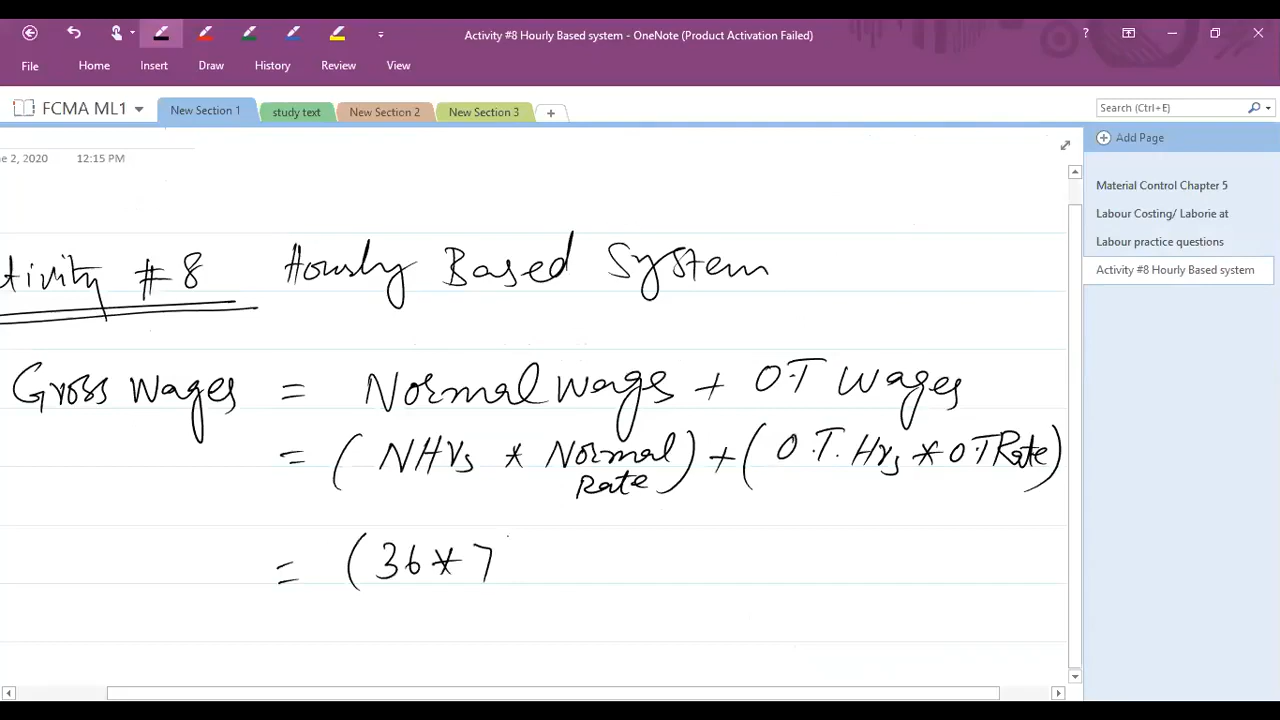 Activity #8 Hourly Based system - OneNote (Product Activation Failed)
?
File Home Insert Draw History Review View
FCMA ML1 New Section 1 study text New Section 2 New Section 3
Search (Ctrl+E)
e 2, 2020 12:15 PM
Add Page
Material Control Chapter 5
Labour Costing/ Laborie at
Labour practice questions
Activity #8 Hourly Based system
tivity #8 Hourly Based System
Gross Wages = Normal Wages + O.T Wages
= ( NHrs * Normal Rate ) + ( O.T. Hrs * OT Rate )
= ( 36 * 7